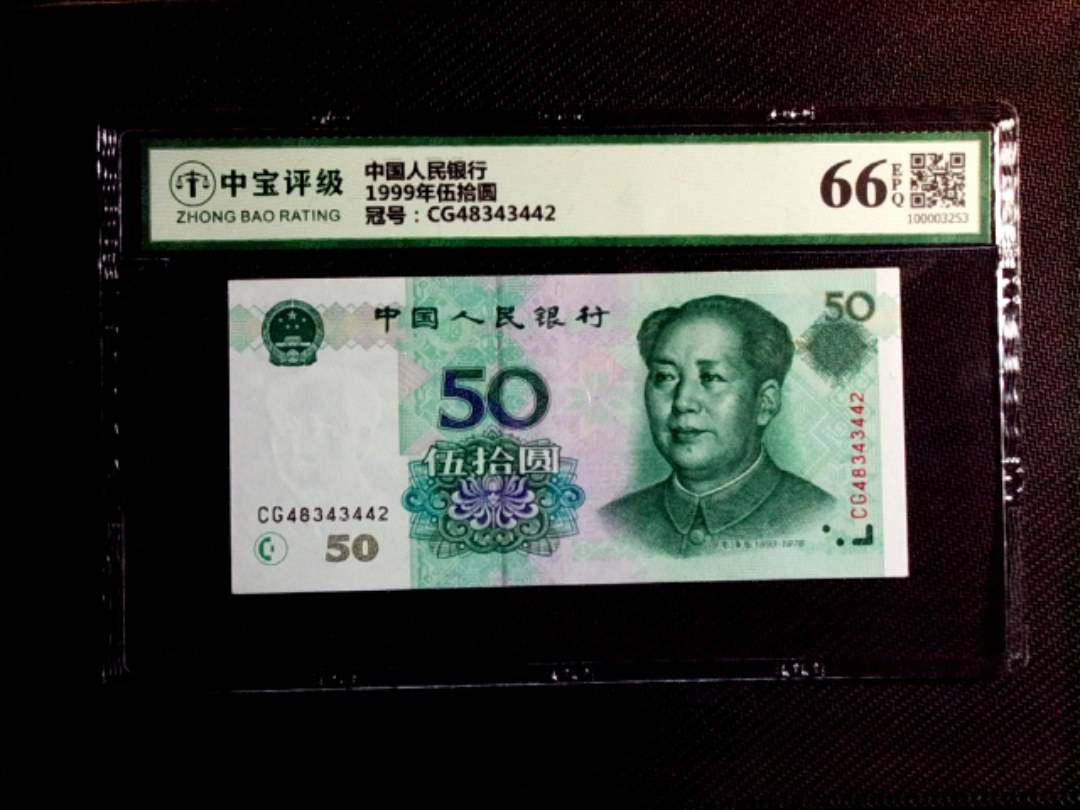 中宝评级
ZHONG BAO RATING
中国人民银行
1999年伍拾圆
冠号：CG48343442
66
EPQ
100003253
中国人民银行
50
50
伍拾圆
CG48343442
50
CG48343442